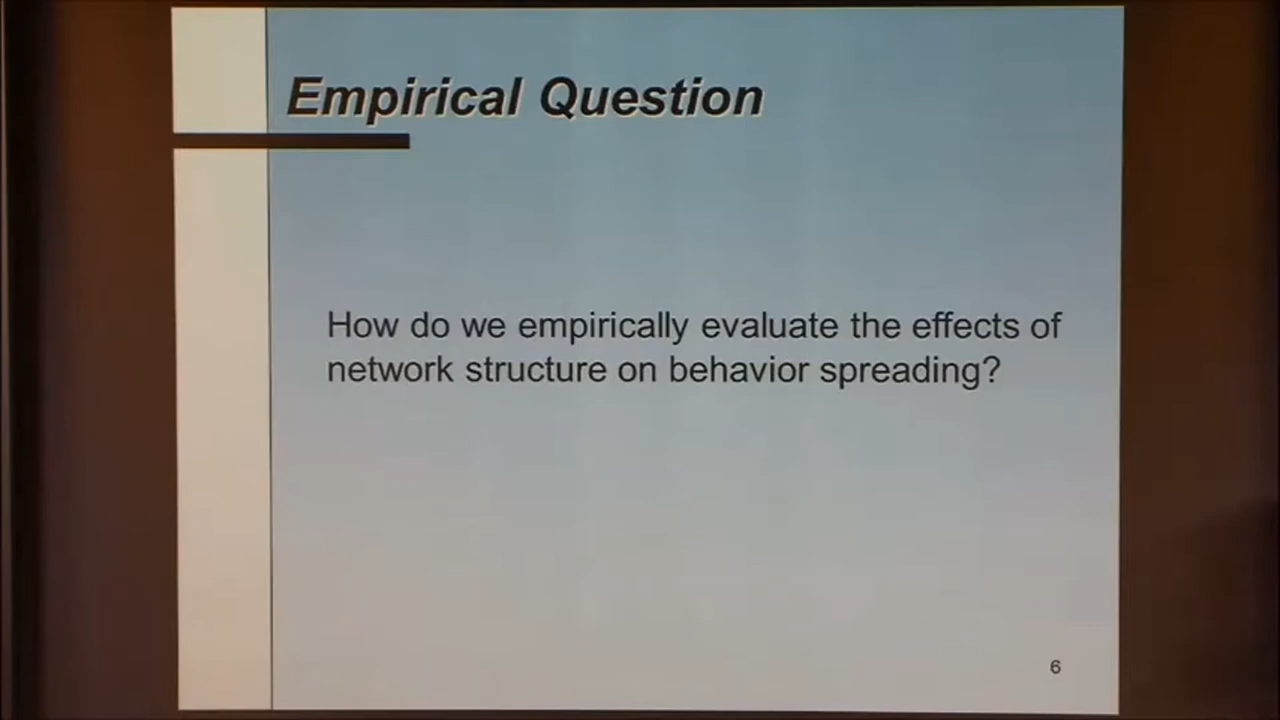 Empirical Question
How do we empirically evaluate the effects of
network structure on behavior spreading?
6